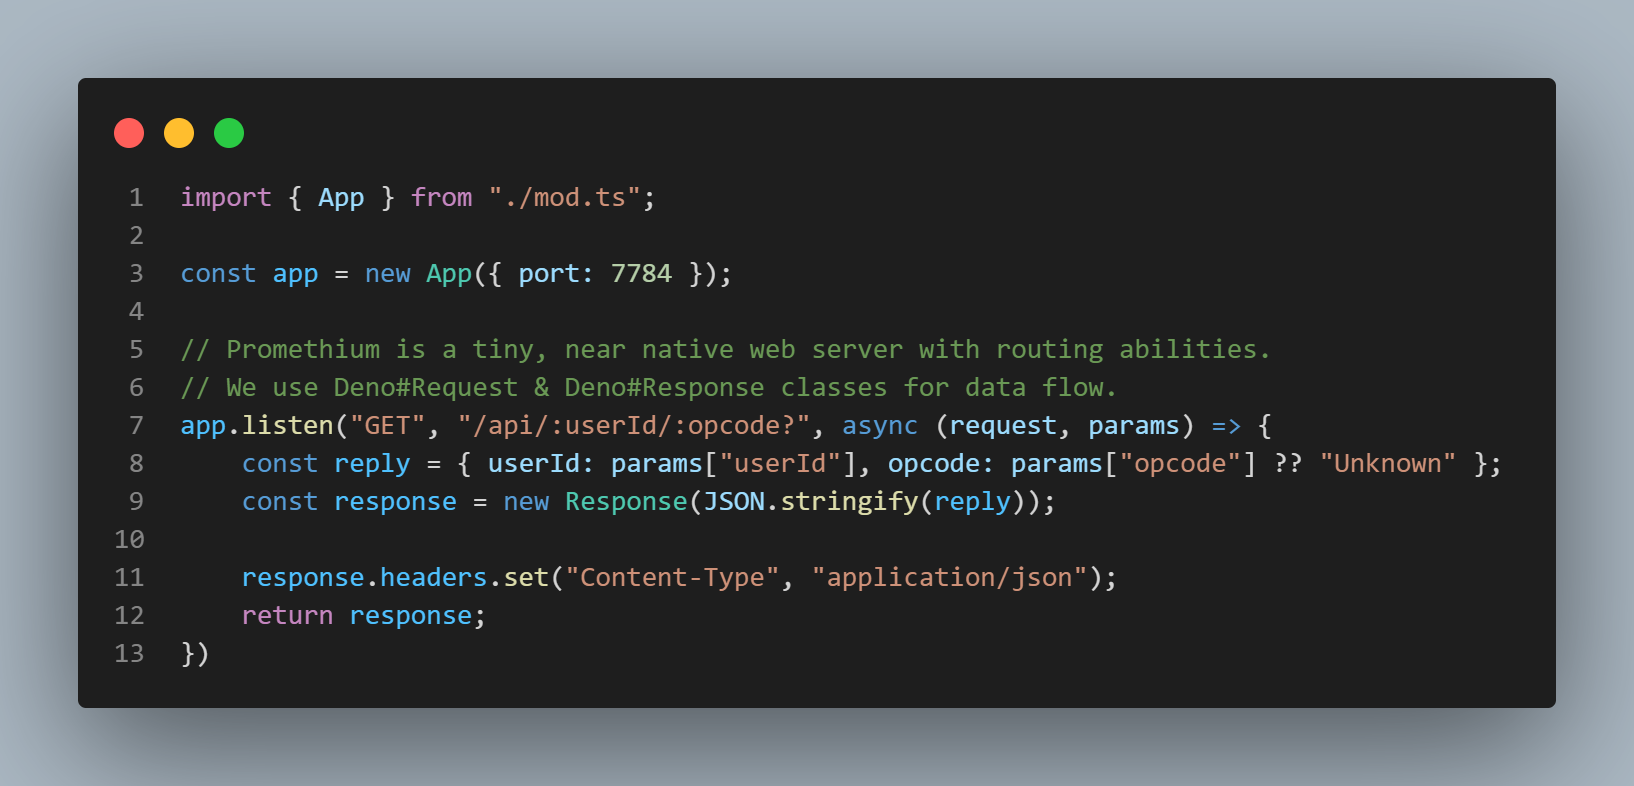 1 import { App } from "./mod.ts";
2
3 const app = new App({ port: 7784 });
4
5 // Promethium is a tiny, near native web server with routing abilities.
6 // We use Deno#Request & Deno#Response classes for data flow.
7 app.listen("GET", "/api/:userId/:opcode?", async (request, params) => {
8     const reply = { userId: params["userId"], opcode: params["opcode"] ?? "Unknown" };
9     const response = new Response(JSON.stringify(reply));
10
11     response.headers.set("Content-Type", "application/json");
12     return response;
13 })